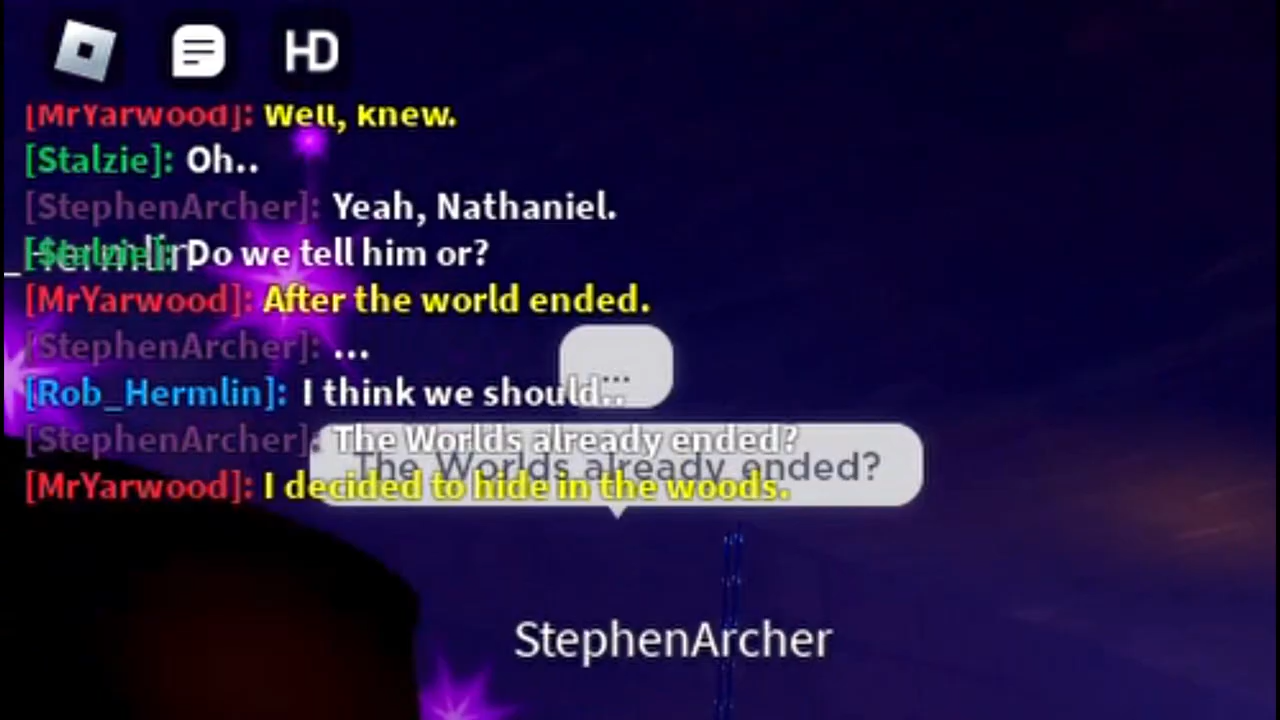 HD
[MrYarwood]: Well, knew.
[Stalzie]: Oh..
[StephenArcher]: Yeah, Nathaniel.
_Hermlin
[Stalzie]: Do we tell him or?
[MrYarwood]: After the world ended.
[StephenArcher]: ...
...
[Rob_Hermlin]: I think we should..
[StephenArcher]: The Worlds already ended?
The Worlds already ended?
[MrYarwood]: I decided to hide in the woods.
StephenArcher